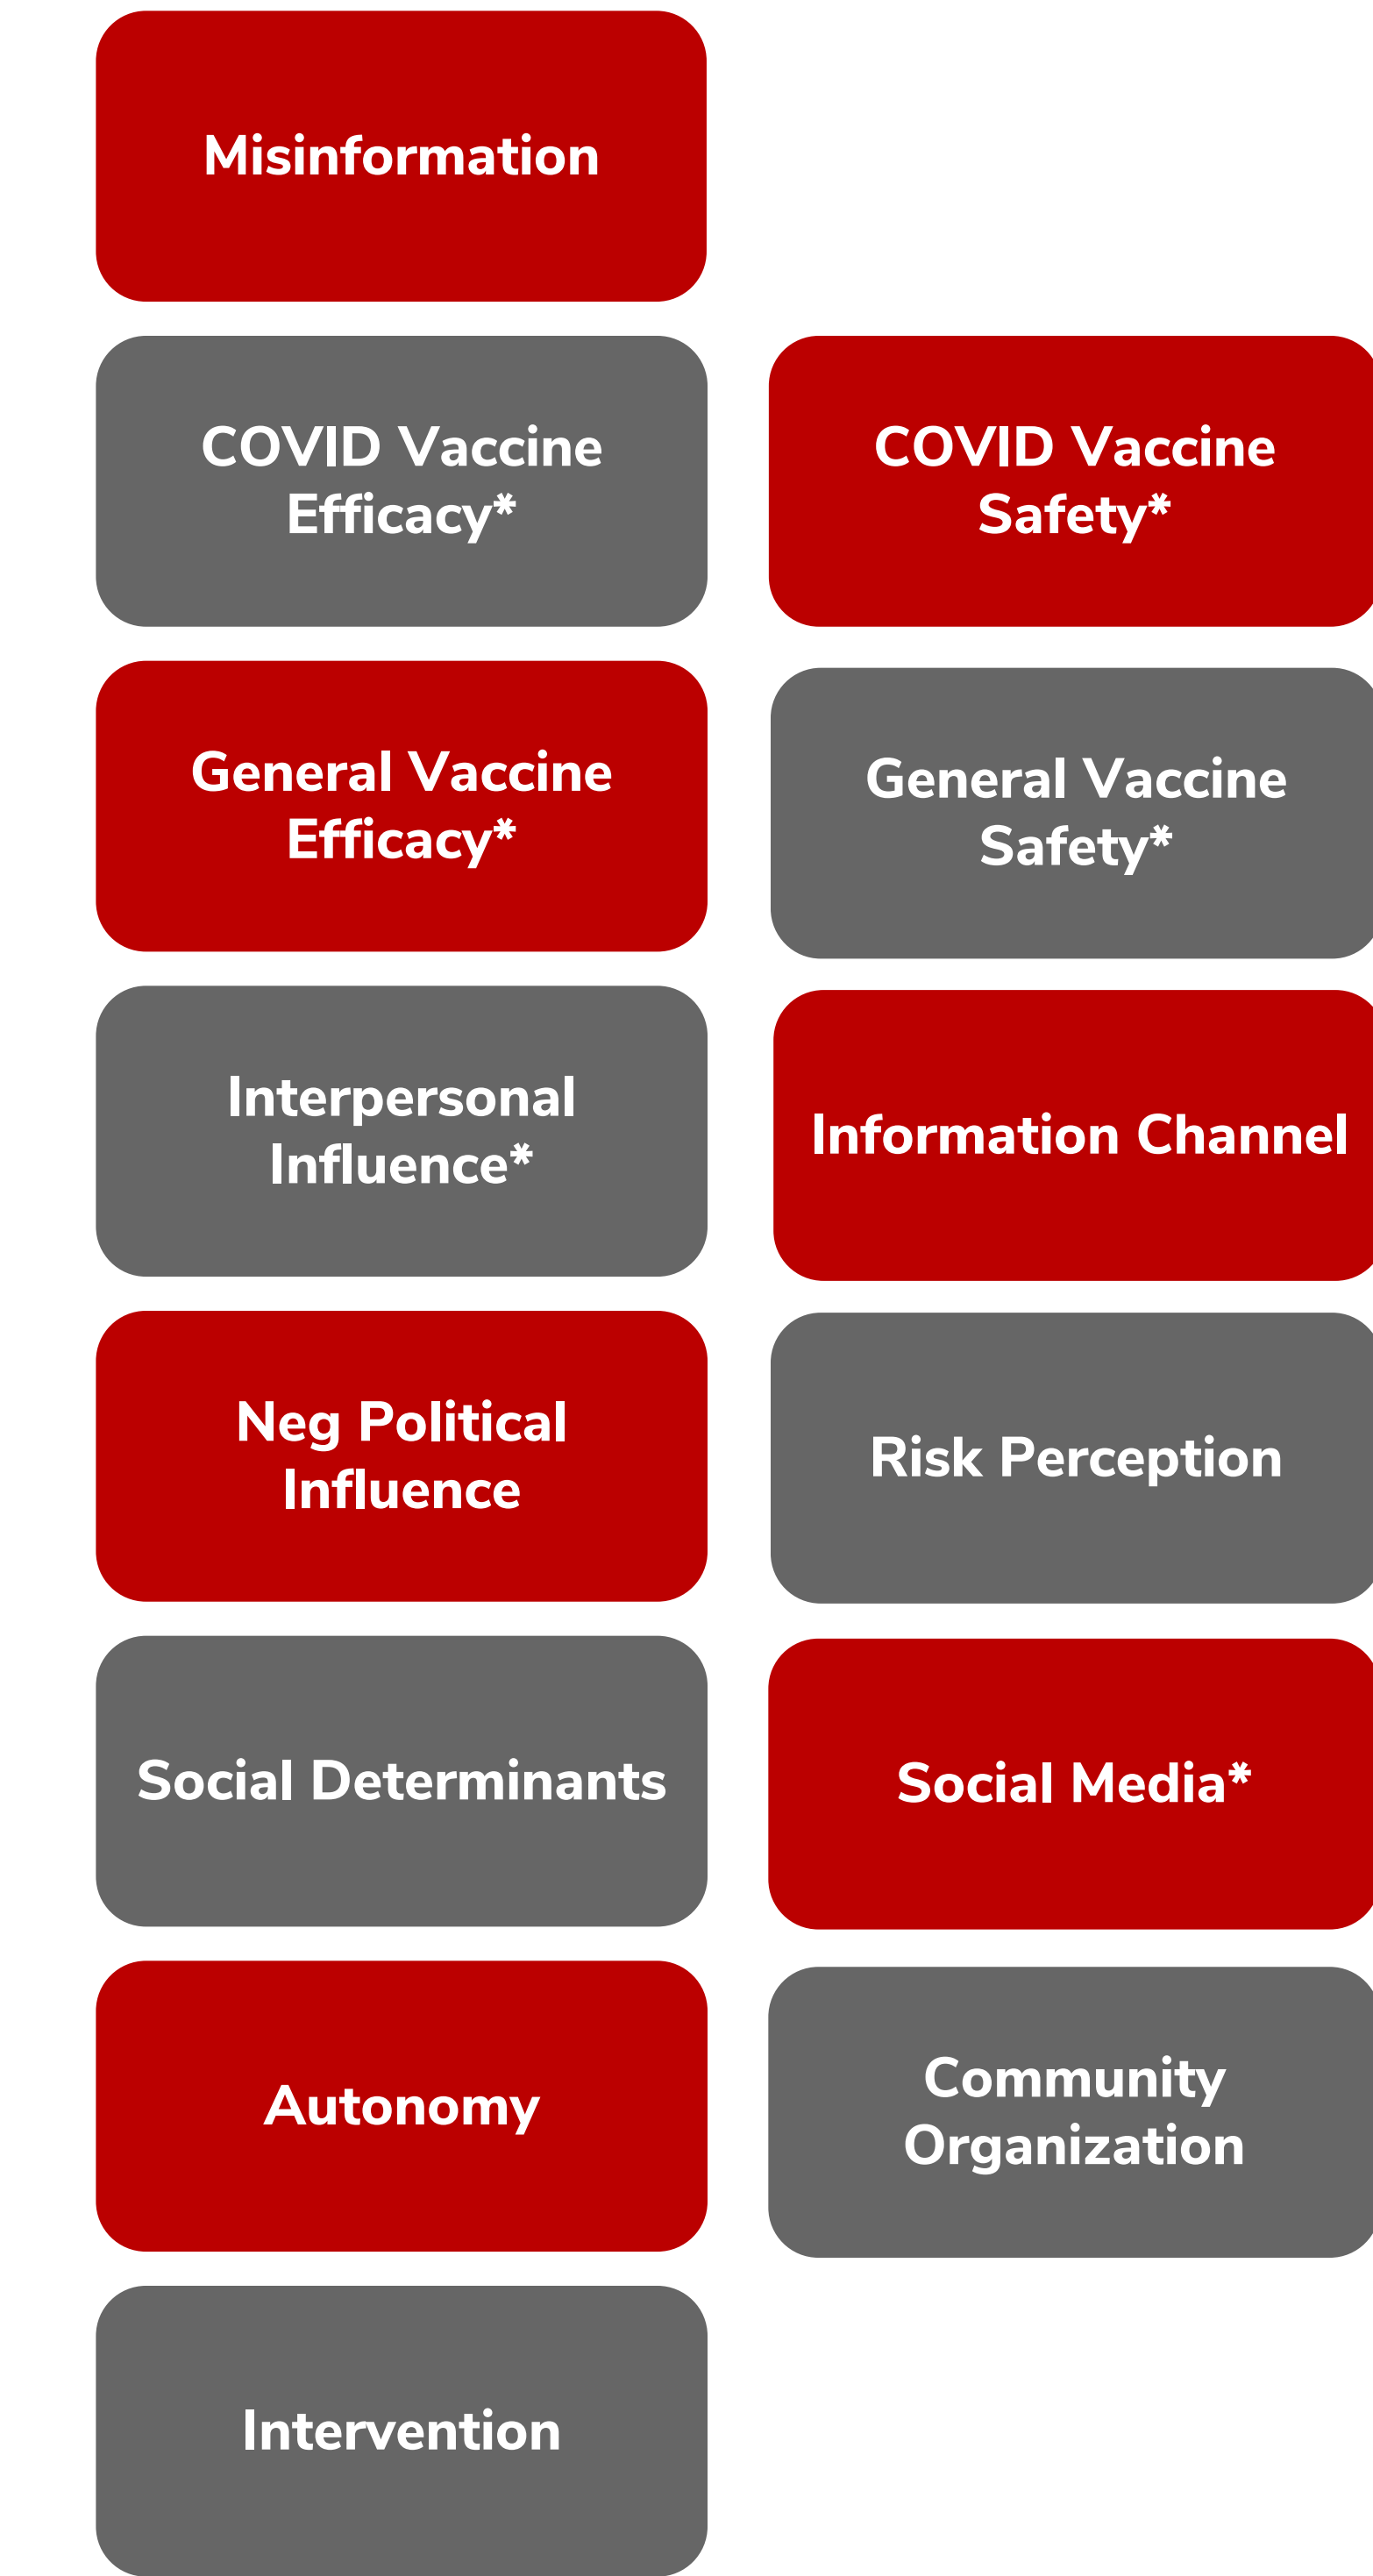 Misinformation
COVID Vaccine
Efficacy*
COVID Vaccine
Safety*
General Vaccine
Efficacy*
General Vaccine
Safety*
Interpersonal
Influence*
Information Channel
Neg Political
Influence
Risk Perception
Social Determinants
Social Media*
Autonomy
Community
Organization
Intervention